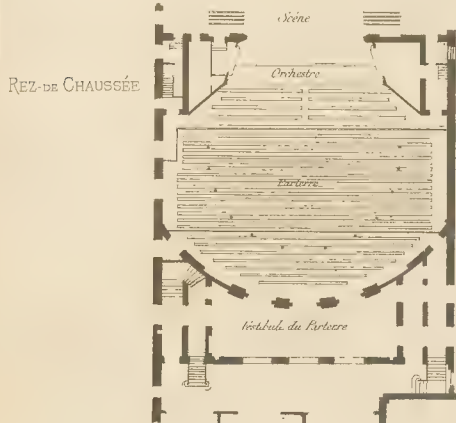 Scène
Orchestre
REZ-DE CHAUSSÉE
Parterre
Vestibule du Parterre